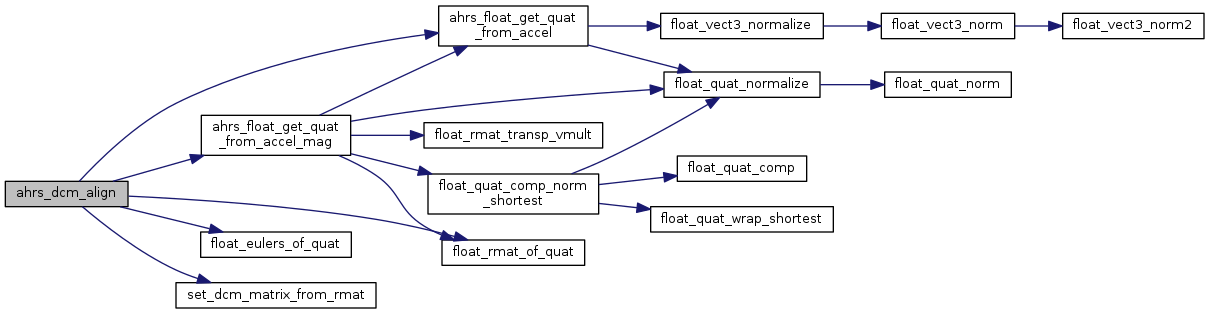 ahrs_dcm_align
ahrs_float_get_quat
_from_accel
ahrs_float_get_quat
_from_accel_mag
float_eulers_of_quat
set_dcm_matrix_from_rmat
float_vect3_normalize
float_vect3_norm
float_vect3_norm2
float_quat_normalize
float_quat_norm
float_rmat_transp_vmult
float_quat_comp_norm
_shortest
float_quat_comp
float_quat_wrap_shortest
float_rmat_of_quat